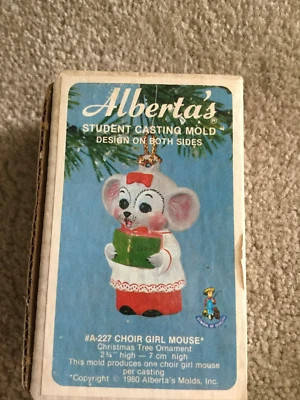 Alberta's®
STUDENT CASTING MOLD™
DESIGN ON BOTH SIDES
#A-227 CHOIR GIRL MOUSE*
Christmas Tree Ornament
2¾" high — 7 cm high
This mold produces one choir girl mouse
per casting
*Copyright © 1980 Alberta's Molds, Inc.